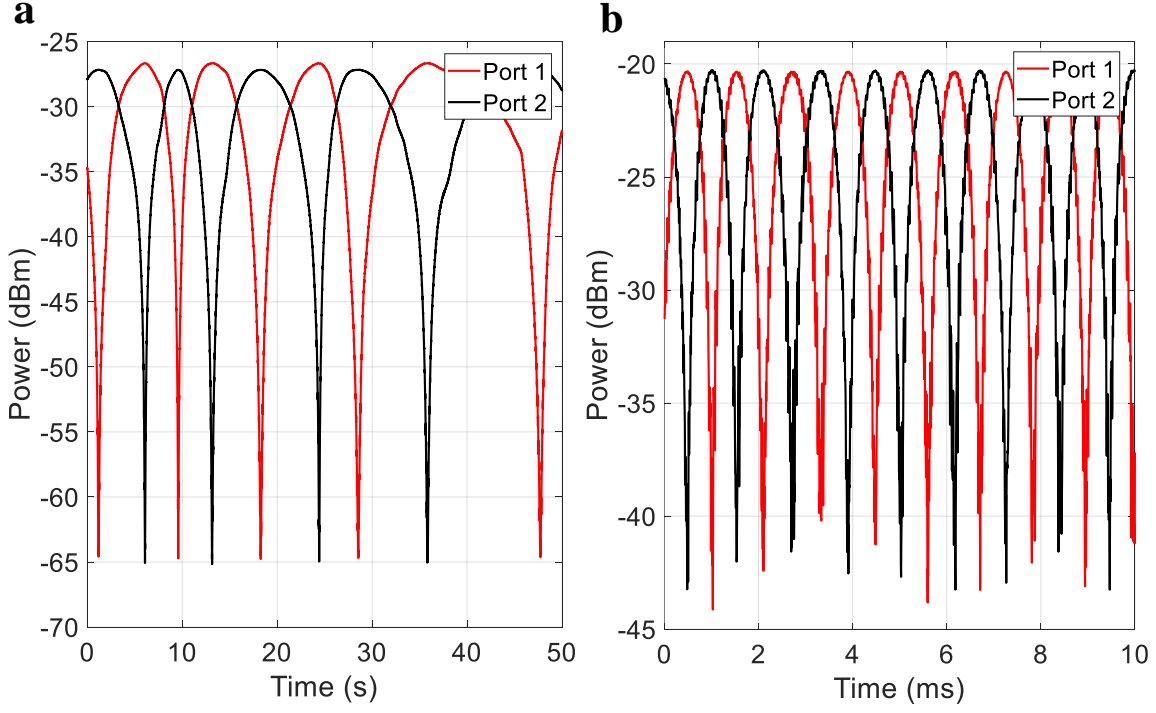 a
-25
-30
-35
-40
-45
-50
-55
-60
-65
-70
0 10 20 30 40 50
Power (dBm)
Time (s)
Port 1
Port 2
b
-20
-25
-30
-35
-40
-45
0 2 4 6 8 10
Power (dBm)
Time (ms)
Port 1
Port 2